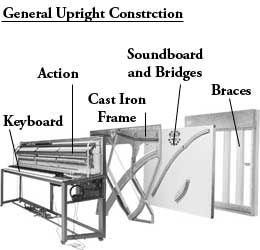 General Upright Constrction
Soundboard
and Bridges
Action
Braces
Cast Iron
Frame
Keyboard